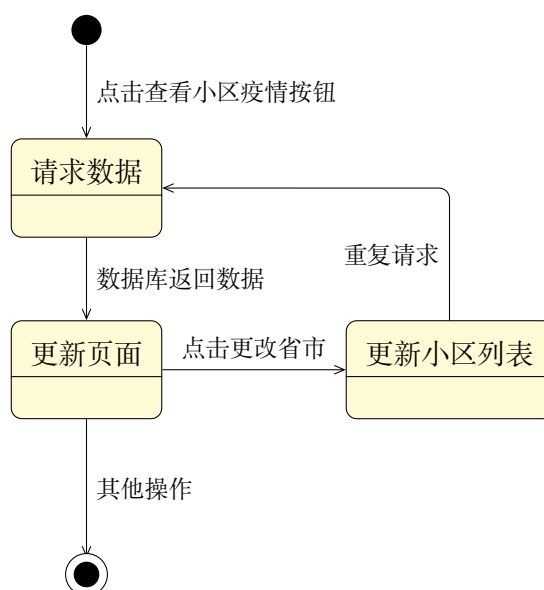 点击查看小区疫情按钮
请求数据
重复请求
数据库返回数据
更新页面
点击更改省市
更新小区列表
其他操作